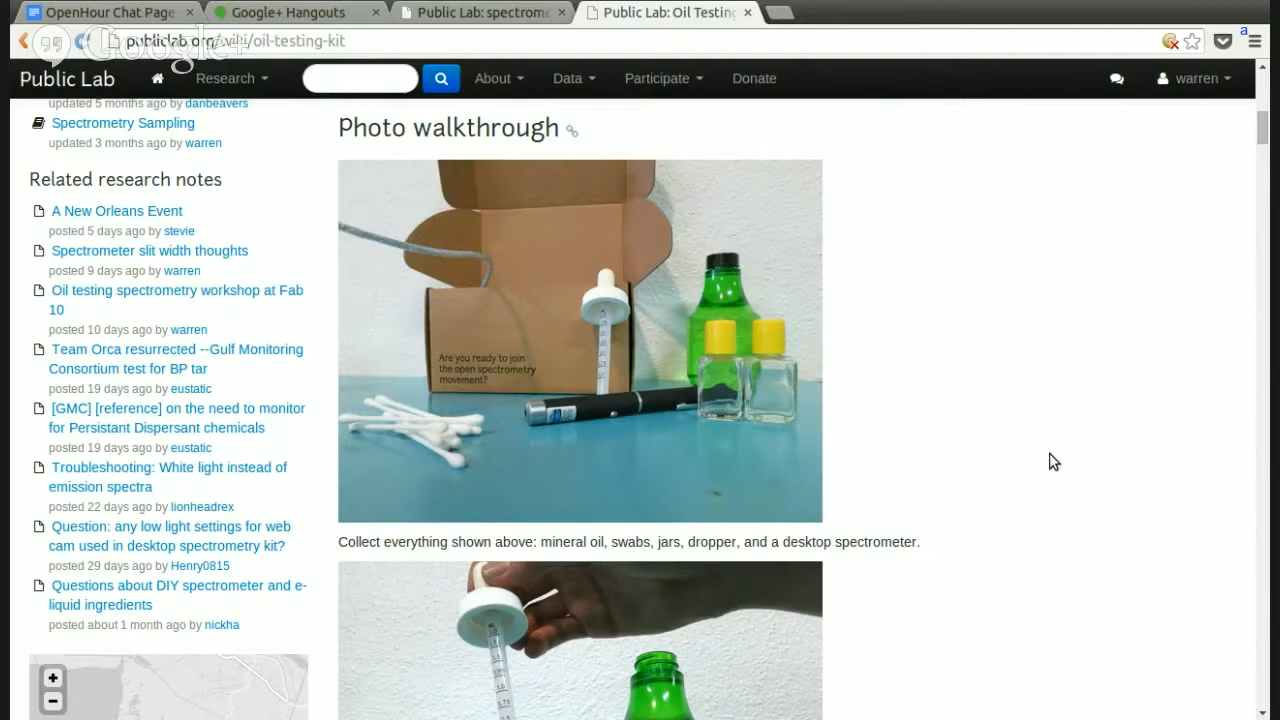 OpenHour Chat Page
Google+ Hangouts
Public Lab: spectrome
Public Lab: Oil Testing
Google+
publiclab.org/wiki/oil-testing-kit
a
Public Lab
Research
About
Data
Participate
Donate
warren
updated 5 months ago by danbeavers
Spectrometry Sampling
updated 3 months ago by warren
Related research notes
A New Orleans Event
posted 5 days ago by stevie
Spectrometer slit width thoughts
posted 9 days ago by warren
Oil testing spectrometry workshop at Fab
10
posted 10 days ago by warren
Team Orca resurrected --Gulf Monitoring
Consortium test for BP tar
posted 19 days ago by eustatic
[GMC] [reference] on the need to monitor
for Persistant Dispersant chemicals
posted 19 days ago by eustatic
Troubleshooting: White light instead of
emission spectra
posted 22 days ago by lionheadrex
Question: any low light settings for web
cam used in desktop spectrometry kit?
posted 29 days ago by Henry0815
Questions about DIY spectrometer and e-
liquid ingredients
posted about 1 month ago by nickha
+
−
Photo walkthrough
Are you ready to join
the open spectrometry
movement?
Collect everything shown above: mineral oil, swabs, jars, dropper, and a desktop spectrometer.